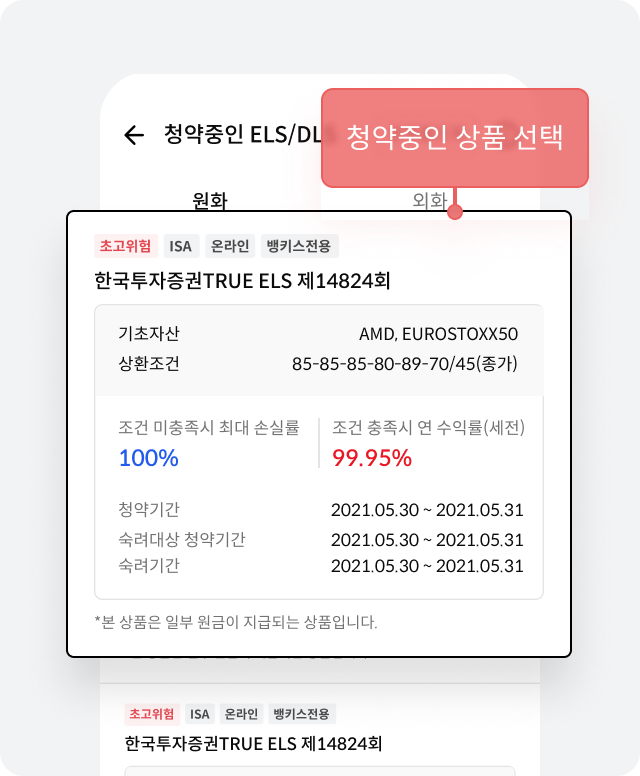 청약중인 ELS/DL
청약중인 상품 선택
원화
외화
초고위험 ISA 온라인 뱅키스전용
한국투자증권TRUE ELS 제14824회
기초자산 AMD, EUROSTOXX50
상환조건 85-85-85-80-89-70/45(종가)
조건 미충족시 최대 손실률 조건 충족시 연 수익률(세전)
100% 99.95%
청약기간 2021.05.30 ~ 2021.05.31
숙려대상 청약기간 2021.05.30 ~ 2021.05.31
숙려기간 2021.05.30 ~ 2021.05.31
*본 상품은 일부 원금이 지급되는 상품입니다.
초고위험 ISA 온라인 뱅키스전용
한국투자증권TRUE ELS 제14824회